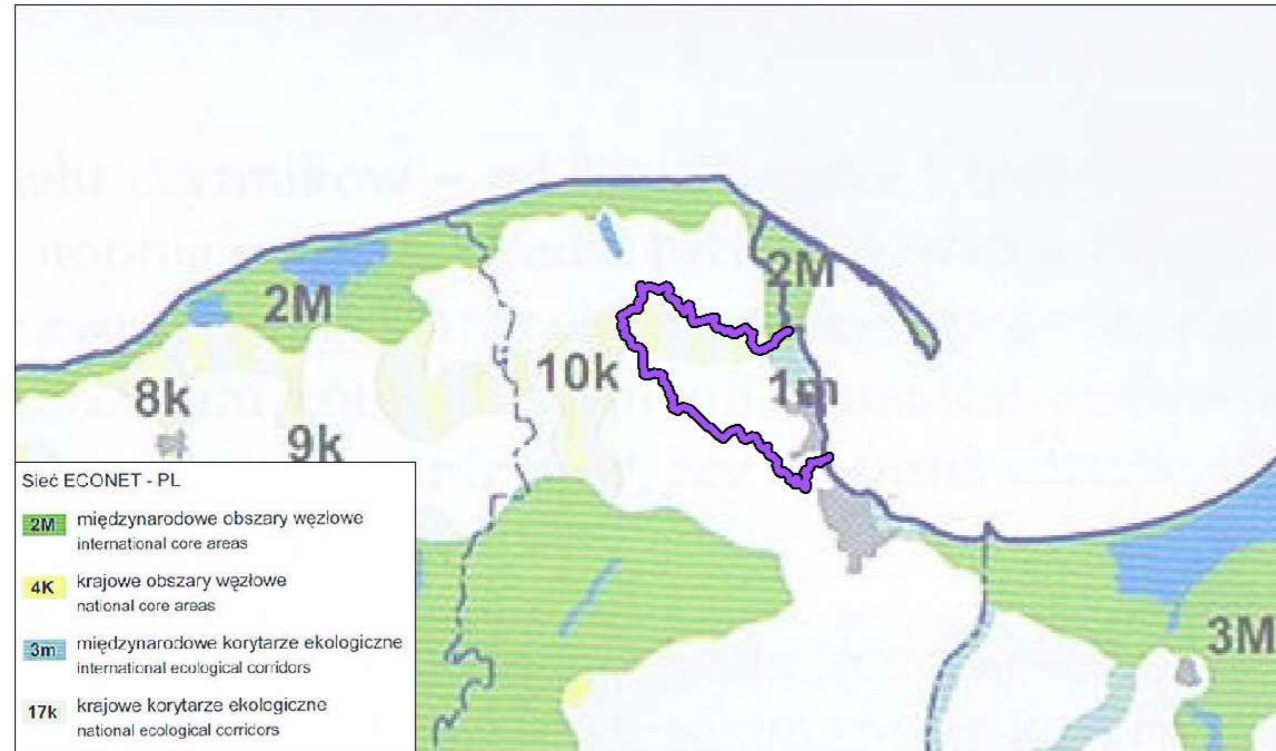 2M
2M
10k
1m
8k
9k
3M
Sieć ECONET - PL
2M międzynarodowe obszary węzłowe
international core areas
4K krajowe obszary węzłowe
national core areas
3m międzynarodowe korytarze ekologiczne
international ecological corridors
17k krajowe korytarze ekologiczne
national ecological corridors